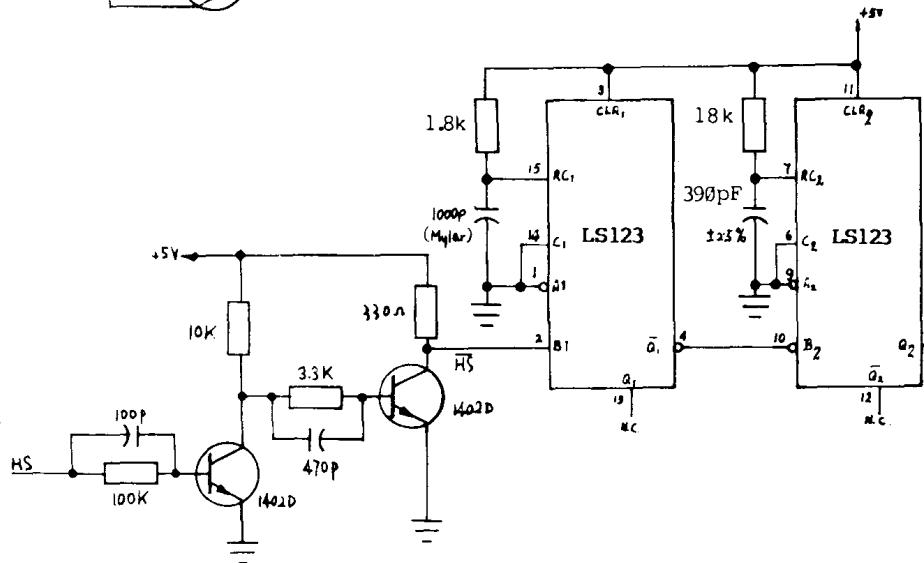 +5V
3
CLR1
11
CLR2
1.8k
18k
15
RC1
7
RC2
1000p
(Mylar)
390pF
±2.5%
14
C1
LS123
6
C2
LS123
1
A1
9
A2
+5V
10K
330Ω
2
B1
HS
Q̅1
4
10
B2
Q2
Q1
13
N.C.
Q̅2
12
N.C.
3.3K
470p
1402D
100p
HS
100K
1402D